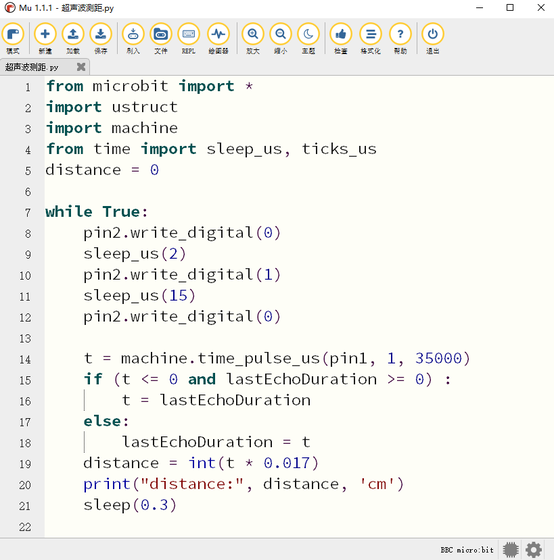 Mu 1.1.1 - 超声波测距.py
模式 新建 加载 保存 刷入 文件 REPL 绘图器 放大 缩小 主题 检查 格式化 帮助 退出
超声波测距.py
1 from microbit import *
2 import ustruct
3 import machine
4 from time import sleep_us, ticks_us
5 distance = 0
6
7 while True:
8 pin2.write_digital(0)
9 sleep_us(2)
10 pin2.write_digital(1)
11 sleep_us(15)
12 pin2.write_digital(0)
13
14 t = machine.time_pulse_us(pin1, 1, 35000)
15 if (t <= 0 and lastEchoDuration >= 0) :
16 t = lastEchoDuration
17 else:
18 lastEchoDuration = t
19 distance = int(t * 0.017)
20 print("distance:", distance, 'cm')
21 sleep(0.3)
22
BBC micro:bit